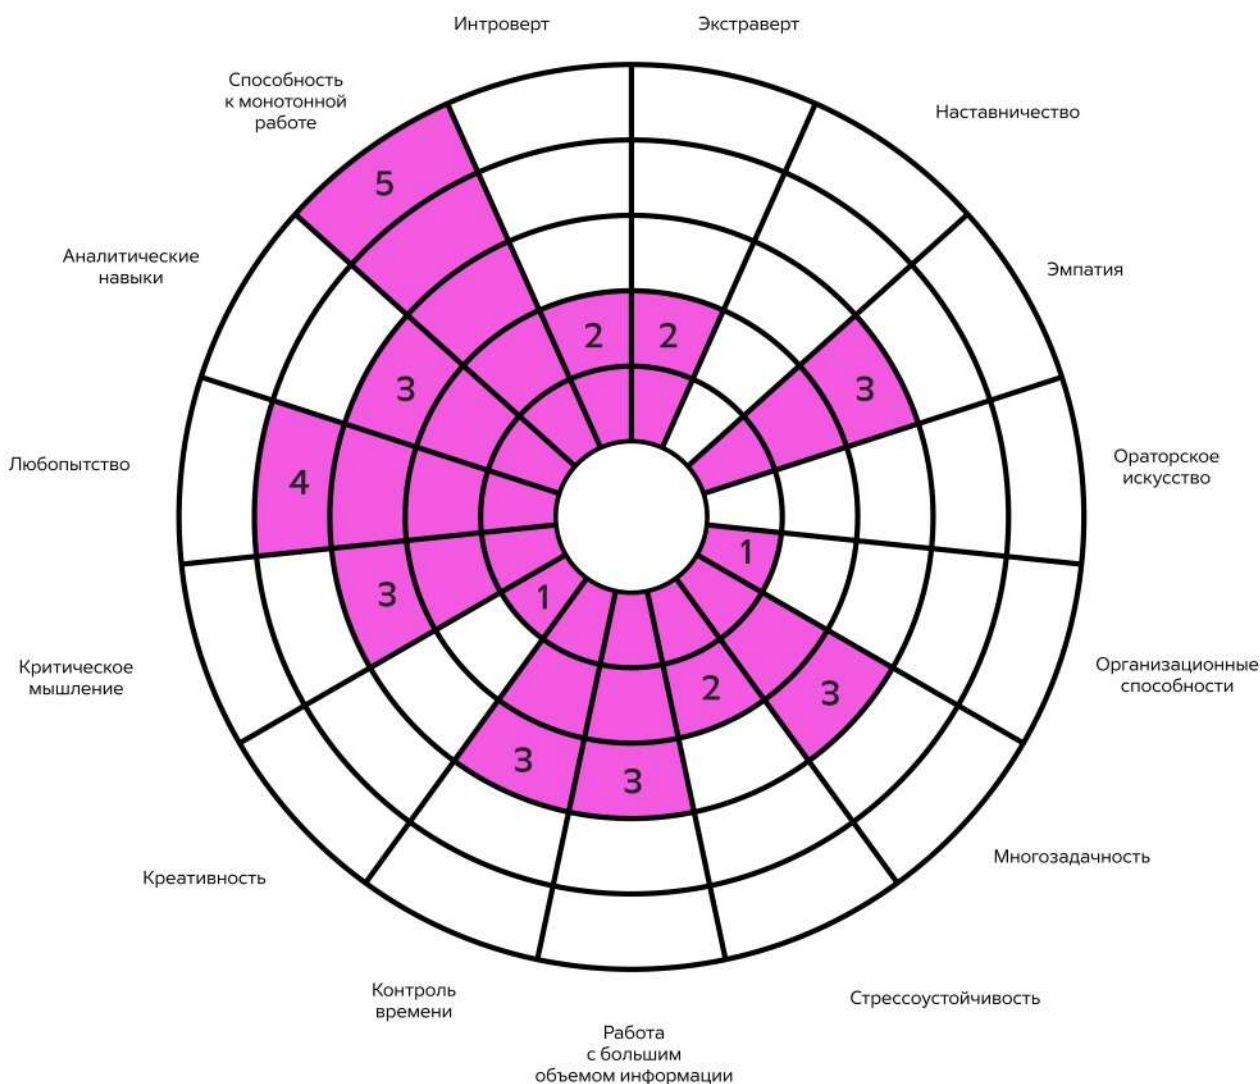 Интроверт
Экстраверт
Способность
к монотонной
работе
Наставничество
5
Аналитические
навыки
Эмпатия
2
2
3
3
Любопытство
4
Ораторское
искусство
1
3
1
Критическое
мышление
Организационные
способности
2
3
3
3
Креативность
Многозадачность
Контроль
времени
Стрессоустойчивость
Работа
с большим
объемом информации